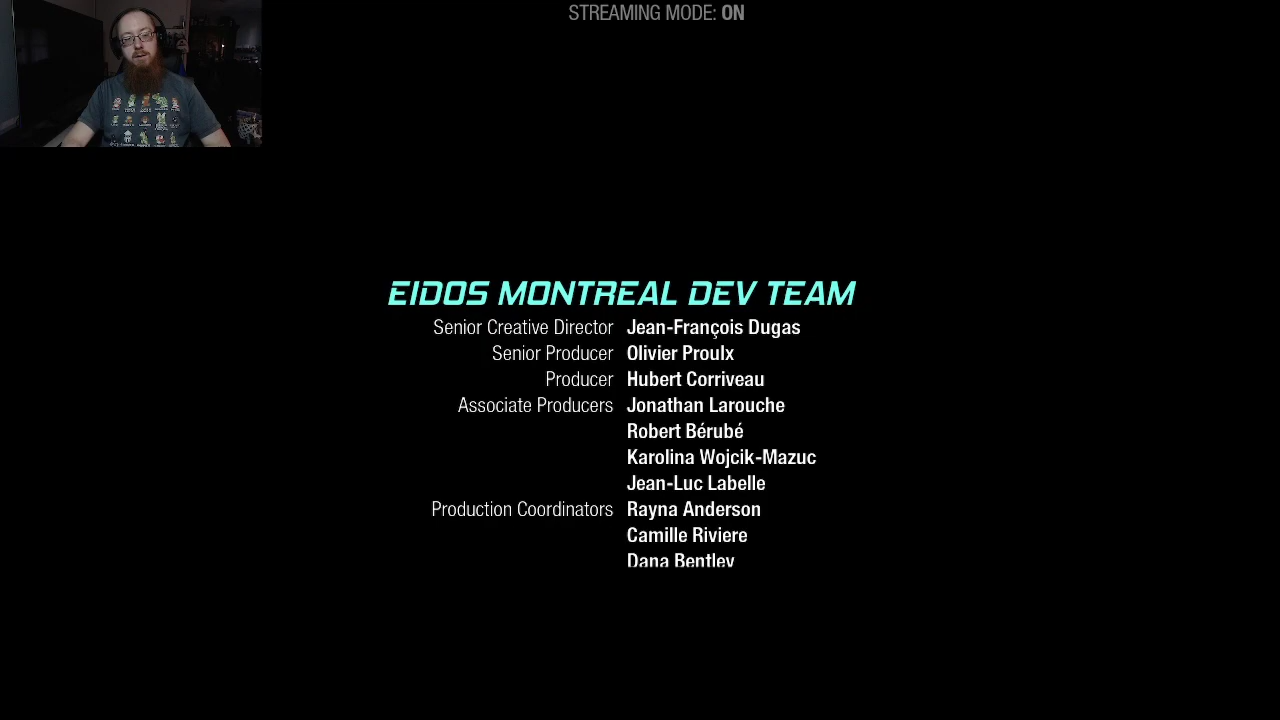 STREAMING MODE: ON
EIDOS MONTREAL DEV TEAM
Senior Creative Director Jean-François Dugas
Senior Producer Olivier Proulx
Producer Hubert Corriveau
Associate Producers Jonathan Larouche
Robert Bérubé
Karolina Wojcik-Mazuc
Jean-Luc Labelle
Production Coordinators Rayna Anderson
Camille Riviere
Dana Bentley